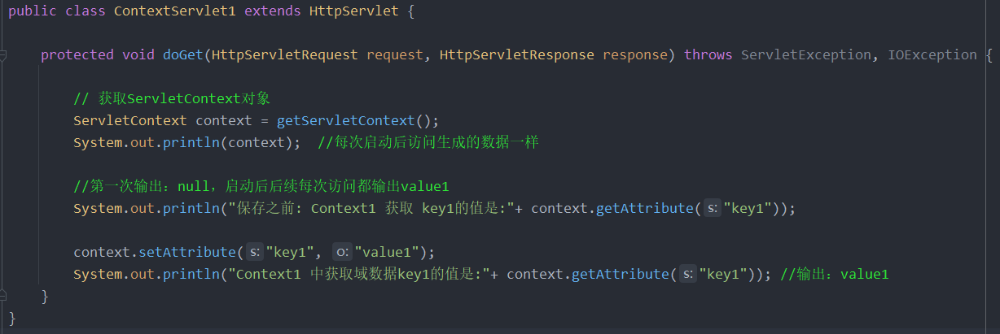 public class ContextServlet1 extends HttpServlet {
protected void doGet(HttpServletRequest request, HttpServletResponse response) throws ServletException, IOException {
// 获取ServletContext对象
ServletContext context = getServletContext();
System.out.println(context);  //每次启动后访问生成的数据一样
//第一次输出：null，启动后后续每次访问都输出value1
System.out.println("保存之前: Context1 获取 key1的值是:"+ context.getAttribute( s: "key1"));
context.setAttribute( s: "key1", o: "value1");
System.out.println("Context1 中获取域数据key1的值是:"+ context.getAttribute( s: "key1")); //输出：value1
}
}